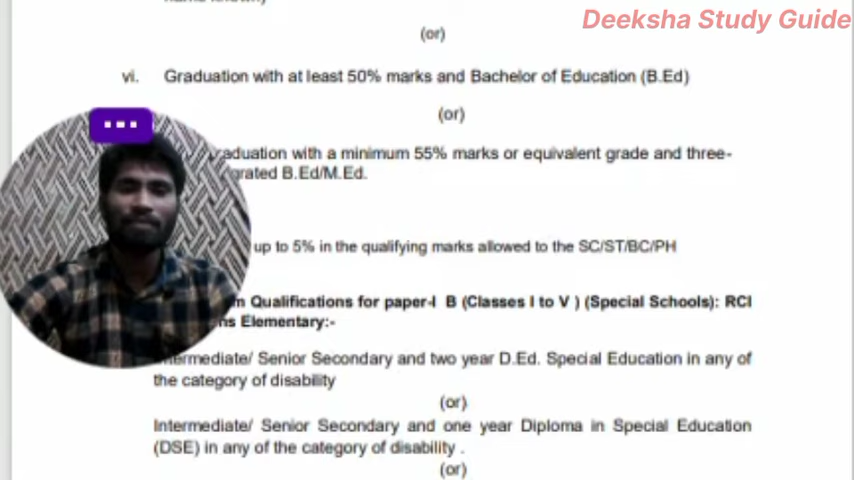 Deeksha Study Guide
(or)
vi. Graduation with at least 50% marks and Bachelor of Education (B.Ed)
(or)
aduation with a minimum 55% marks or equivalent grade and three-
grated B.Ed/M.Ed.
up to 5% in the qualifying marks allowed to the SC/ST/BC/PH
m Qualifications for paper-I B (Classes I to V ) (Special Schools): RCI
ns Elementary:-
Intermediate/ Senior Secondary and two year D.Ed. Special Education in any of
the category of disability
(or)
Intermediate/ Senior Secondary and one year Diploma in Special Education
(DSE) in any of the category of disability .
(or)